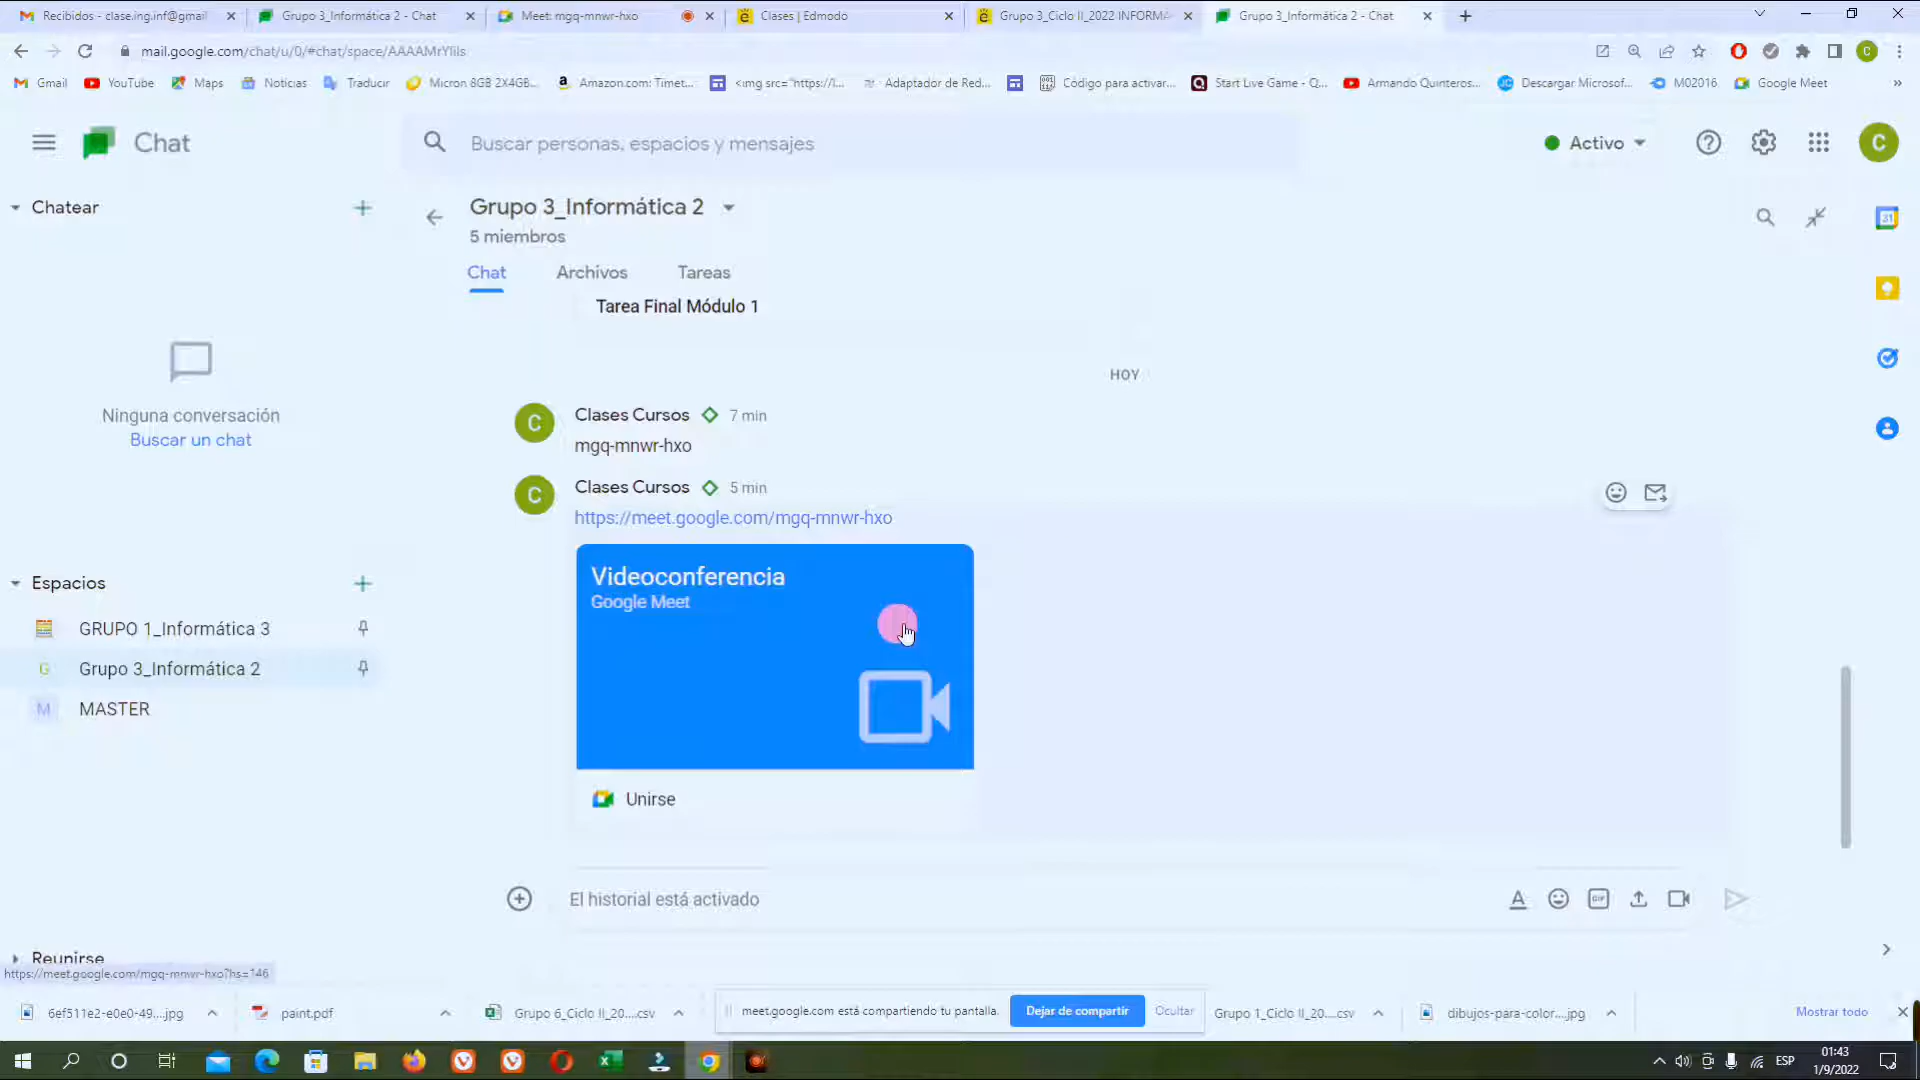 Recibidos - clase.ing.inf@gmail
Grupo 3_Informática 2 - Chat
Meet: mgq-mnwr-hxo
Clases | Edmodo
Grupo 3_Ciclo II_2022 INFORMÁ
Grupo 3_Informática 2 - Chat
mail.google.com/chat/u/0/#chat/space/AAAAMrYlils
Gmail
YouTube
Maps
Noticias
Traducir
Micron 8GB 2X4GB...
Amazon.com: Timet...
<img src="https://l...
Adaptador de Red...
Código para activar...
Start Live Game - Q...
Armando Quinteros...
Descargar Microsof...
M02016
Google Meet
»
Chat
Buscar personas, espacios y mensajes
Activo
C
Chatear
Grupo 3_Informática 2
5 miembros
Chat
Archivos
Tareas
Tarea Final Módulo 1
HOY
Ninguna conversación
Buscar un chat
C
Clases Cursos
7 min
mgq-mnwr-hxo
C
Clases Cursos
5 min
https://meet.google.com/mgq-mnwr-hxo
Videoconferencia
Google Meet
Unirse
Espacios
GRUPO 1_Informática 3
G
Grupo 3_Informática 2
M
MASTER
El historial está activado
GIF
Reunirse
https://meet.google.com/mgq-mnwr-hxo?hs=146
6ef511e2-e0e0-49....jpg
paint.pdf
Grupo 6_Ciclo II_20....csv
meet.google.com está compartiendo tu pantalla.
Dejar de compartir
Ocultar
Grupo 1_Ciclo II_20....csv
dibujos-para-color....jpg
Mostrar todo
ESP
01:43
1/9/2022